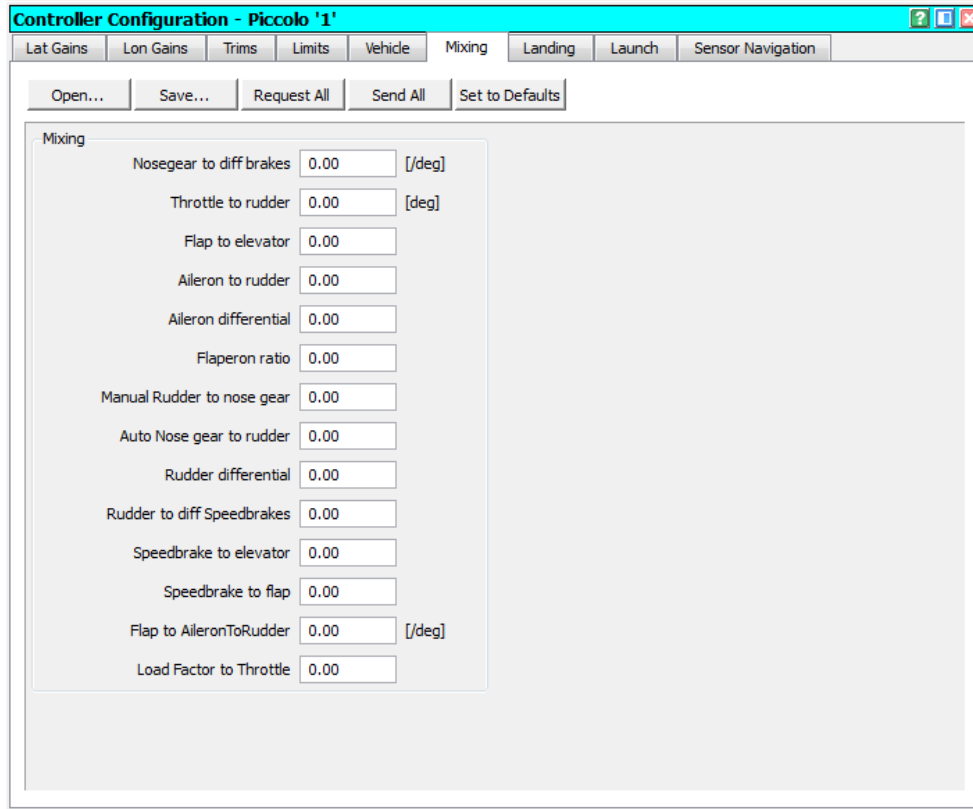 Controller Configuration - Piccolo '1'
Lat Gains Lon Gains Trims Limits Vehicle Mixing Landing Launch Sensor Navigation
Open... Save... Request All Send All Set to Defaults
Mixing
Nosegear to diff brakes 0.00 [/deg]
Throttle to rudder 0.00 [deg]
Flap to elevator 0.00
Aileron to rudder 0.00
Aileron differential 0.00
Flaperon ratio 0.00
Manual Rudder to nose gear 0.00
Auto Nose gear to rudder 0.00
Rudder differential 0.00
Rudder to diff Speedbrakes 0.00
Speedbrake to elevator 0.00
Speedbrake to flap 0.00
Flap to AileronToRudder 0.00 [/deg]
Load Factor to Throttle 0.00